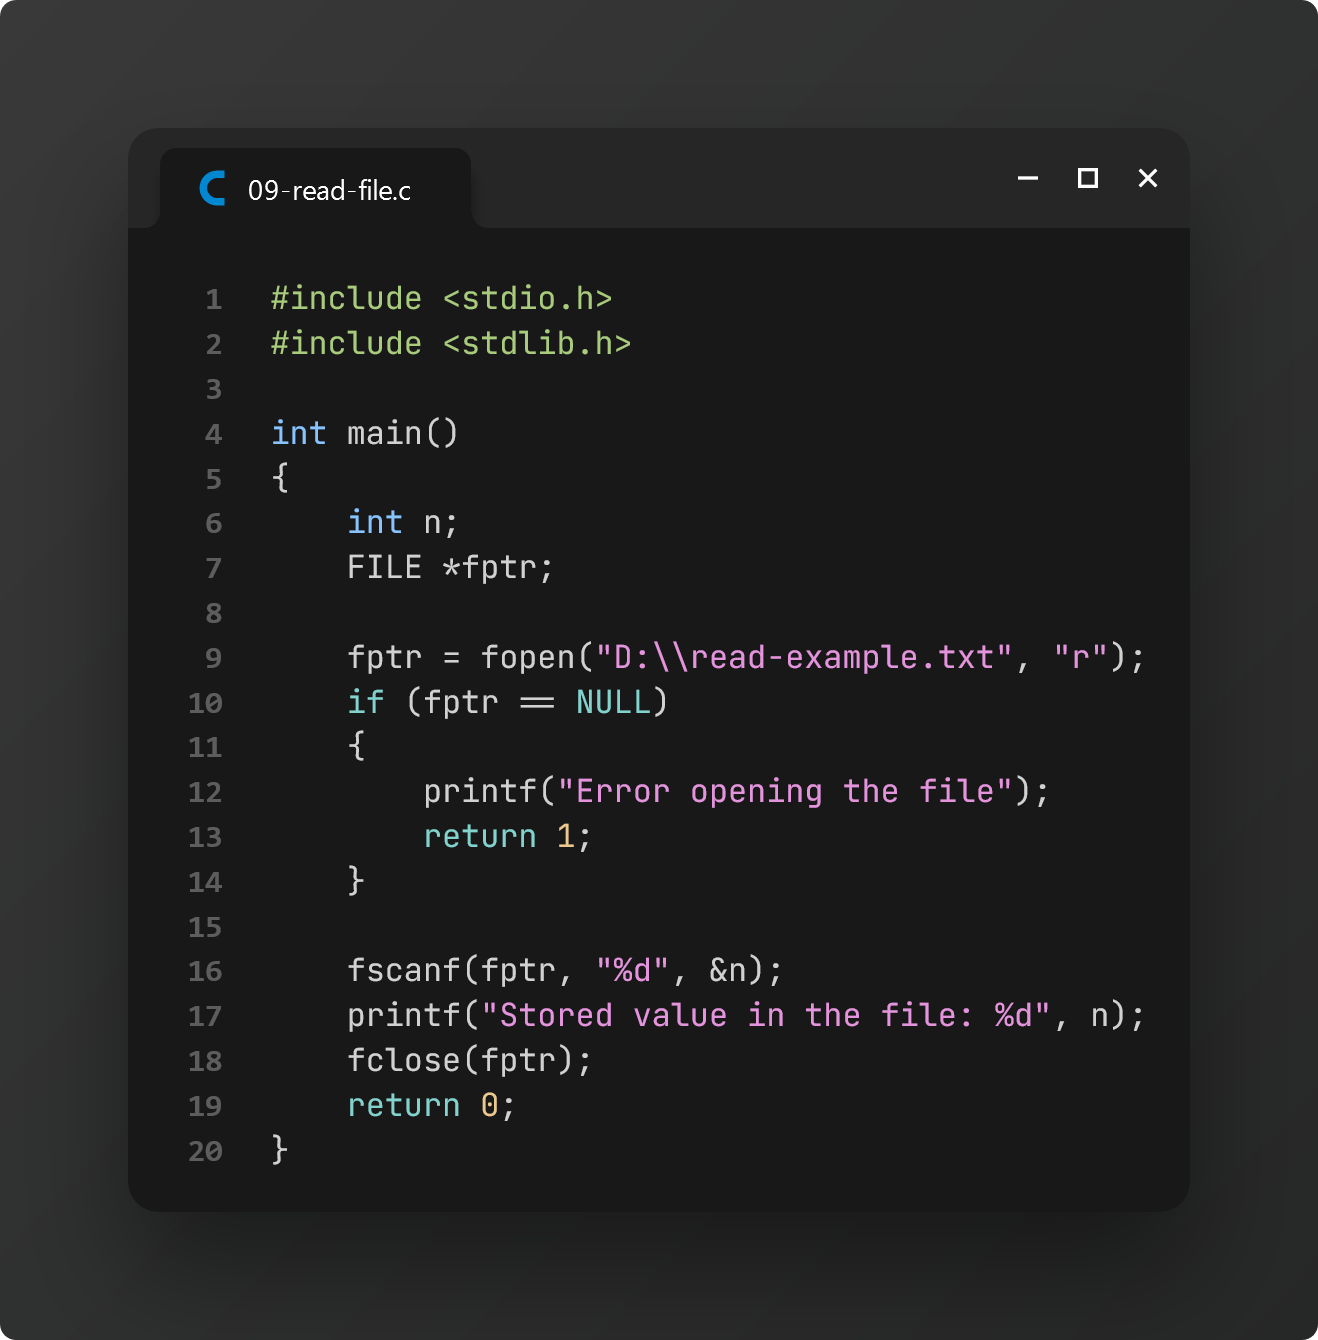 09-read-file.c
1 #include <stdio.h>
2 #include <stdlib.h>
3
4 int main()
5 {
6     int n;
7     FILE *fptr;
8
9     fptr = fopen("D:\\read-example.txt", "r");
10     if (fptr == NULL)
11     {
12         printf("Error opening the file");
13         return 1;
14     }
15
16     fscanf(fptr, "%d", &n);
17     printf("Stored value in the file: %d", n);
18     fclose(fptr);
19     return 0;
20 }